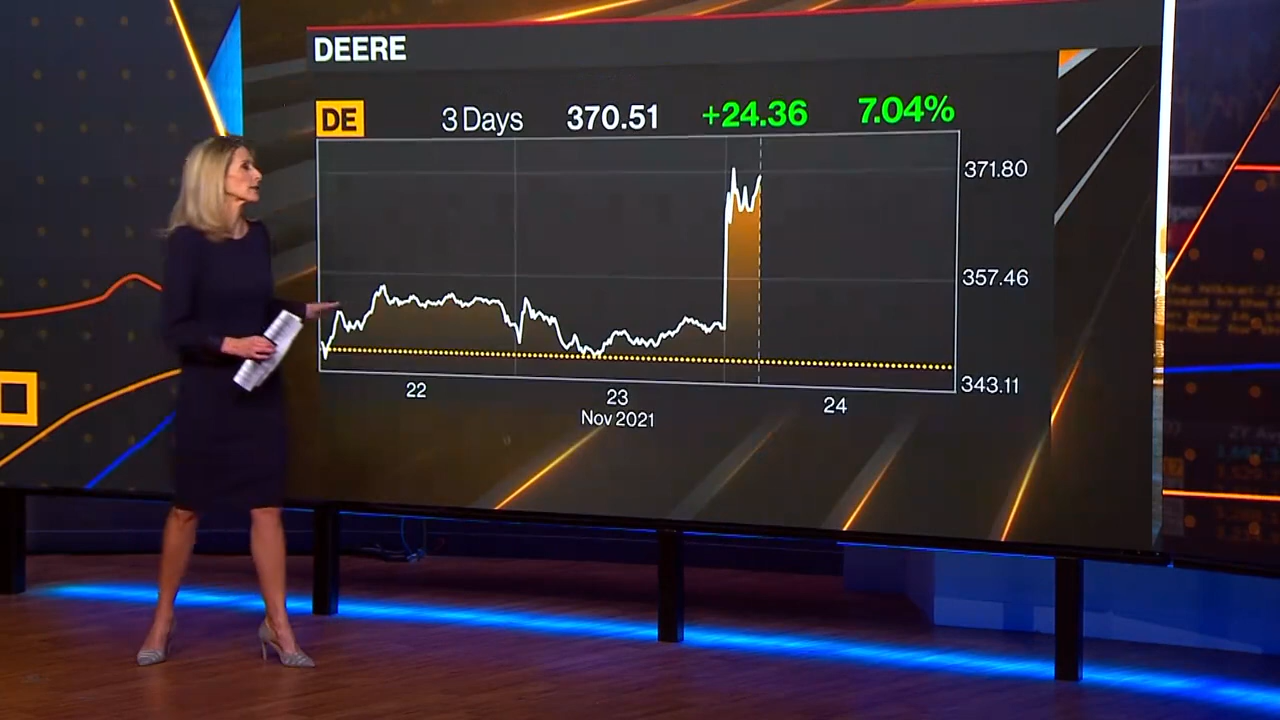 DEERE
DE 3 Days 370.51 +24.36 7.04%
371.80
357.46
343.11
22 23 24
Nov 2021